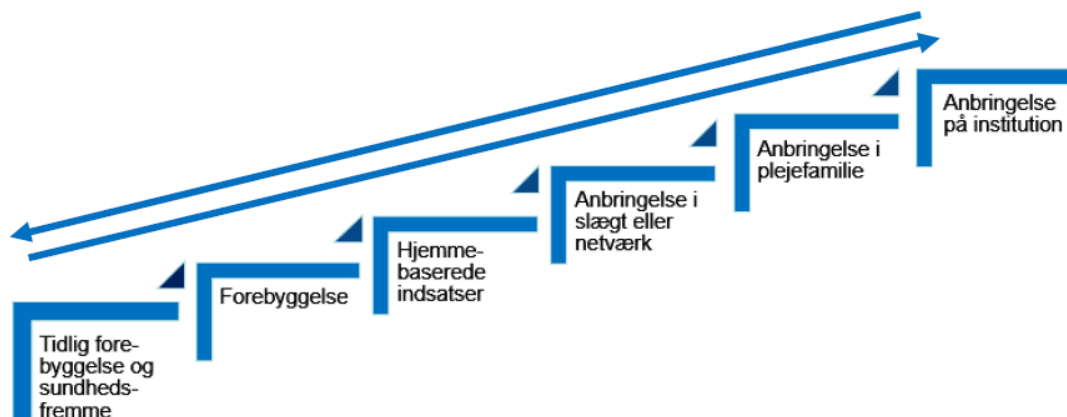 Tidlig fore-
byggelse og
sundheds-
fremme
Forebyggelse
Hjemme-
baserede
indsatser
Anbringelse i
slægt eller
netværk
Anbringelse i
plejefamilie
Anbringelse
på institution